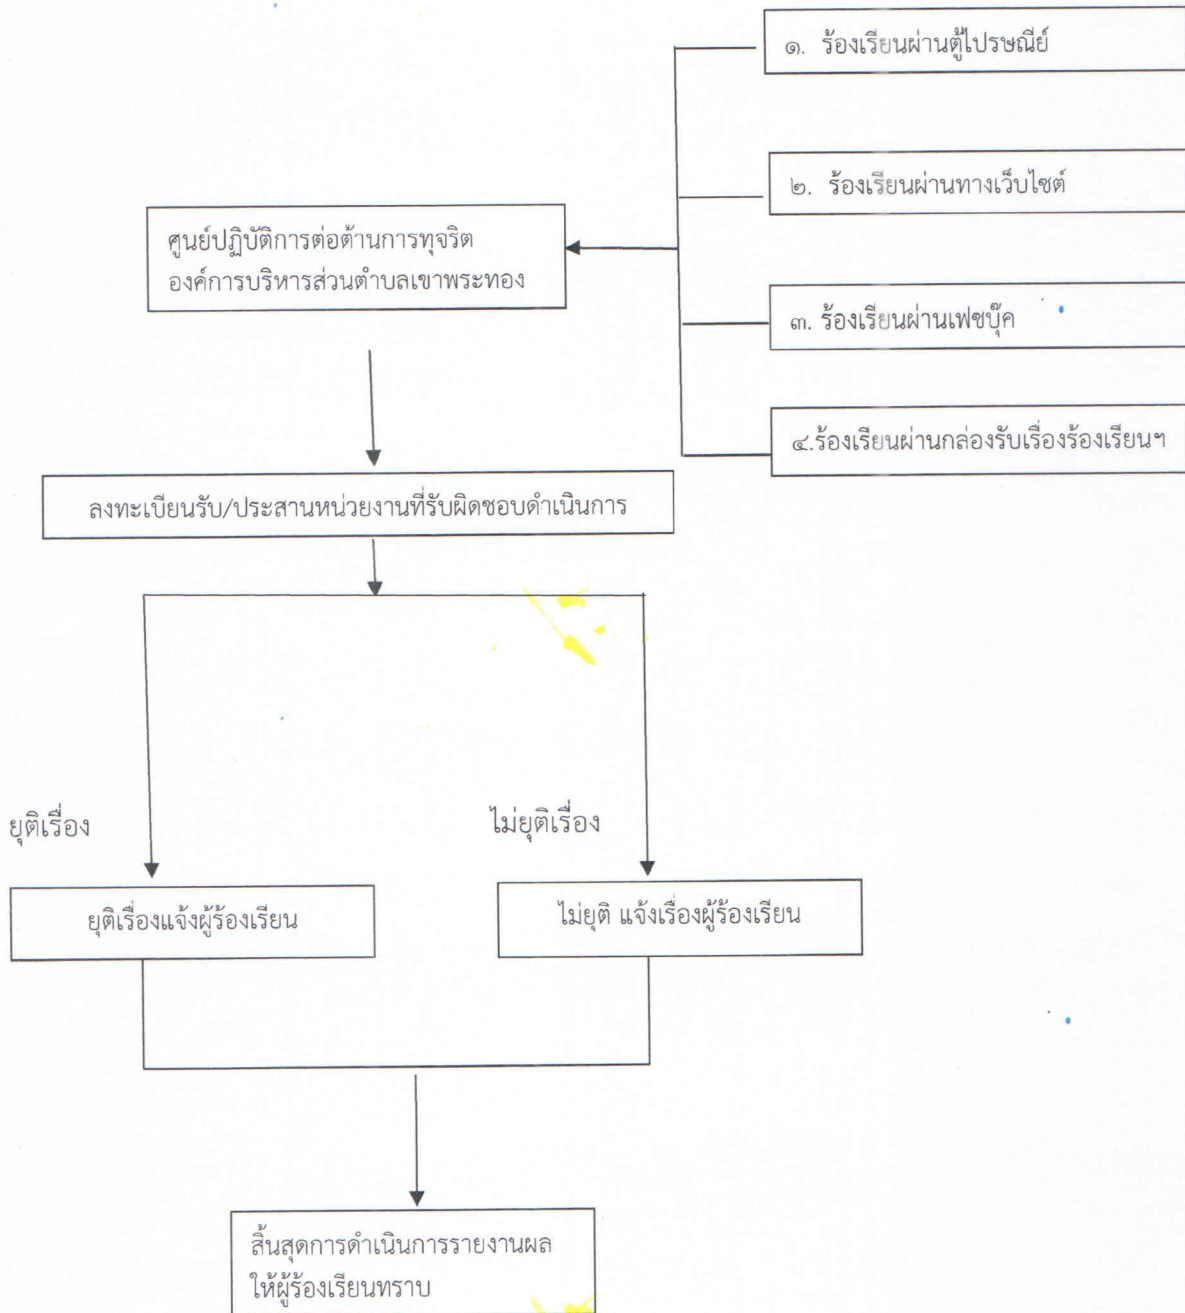 ๑. ร้องเรียนผ่านตู้ไปรษณีย์
๒. ร้องเรียนผ่านทางเว็บไซต์
ศูนย์ปฏิบัติการต่อต้านการทุจริต
องค์การบริหารส่วนตำบลเขาพระทอง
๓. ร้องเรียนผ่านเฟซบุ๊ค
๔.ร้องเรียนผ่านกล่องรับเรื่องร้องเรียนฯ
ลงทะเบียนรับ/ประสานหน่วยงานที่รับผิดชอบดำเนินการ
ยุติเรื่อง
ไม่ยุติเรื่อง
ยุติเรื่องแจ้งผู้ร้องเรียน
ไม่ยุติ แจ้งเรื่องผู้ร้องเรียน
สิ้นสุดการดำเนินการรายงานผล
ให้ผู้ร้องเรียนทราบ